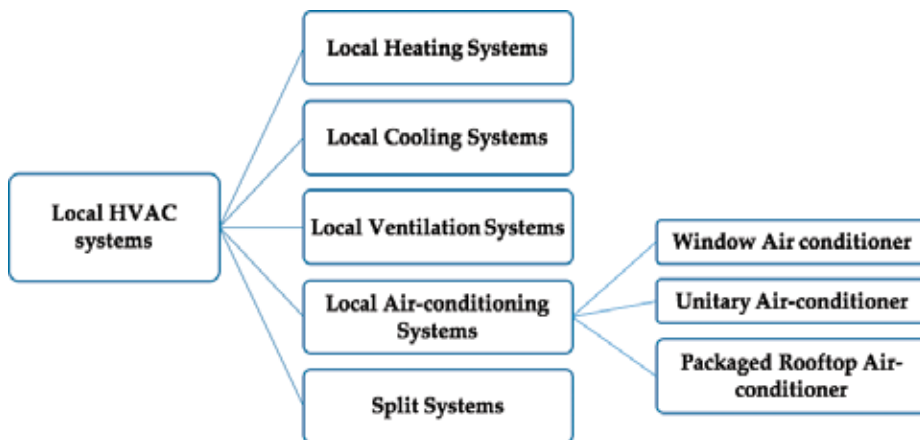 Local HVAC
systems
Local Heating Systems
Local Cooling Systems
Local Ventilation Systems
Local Air-conditioning
Systems
Split Systems
Window Air conditioner
Unitary Air-conditioner
Packaged Rooftop Air-
conditioner